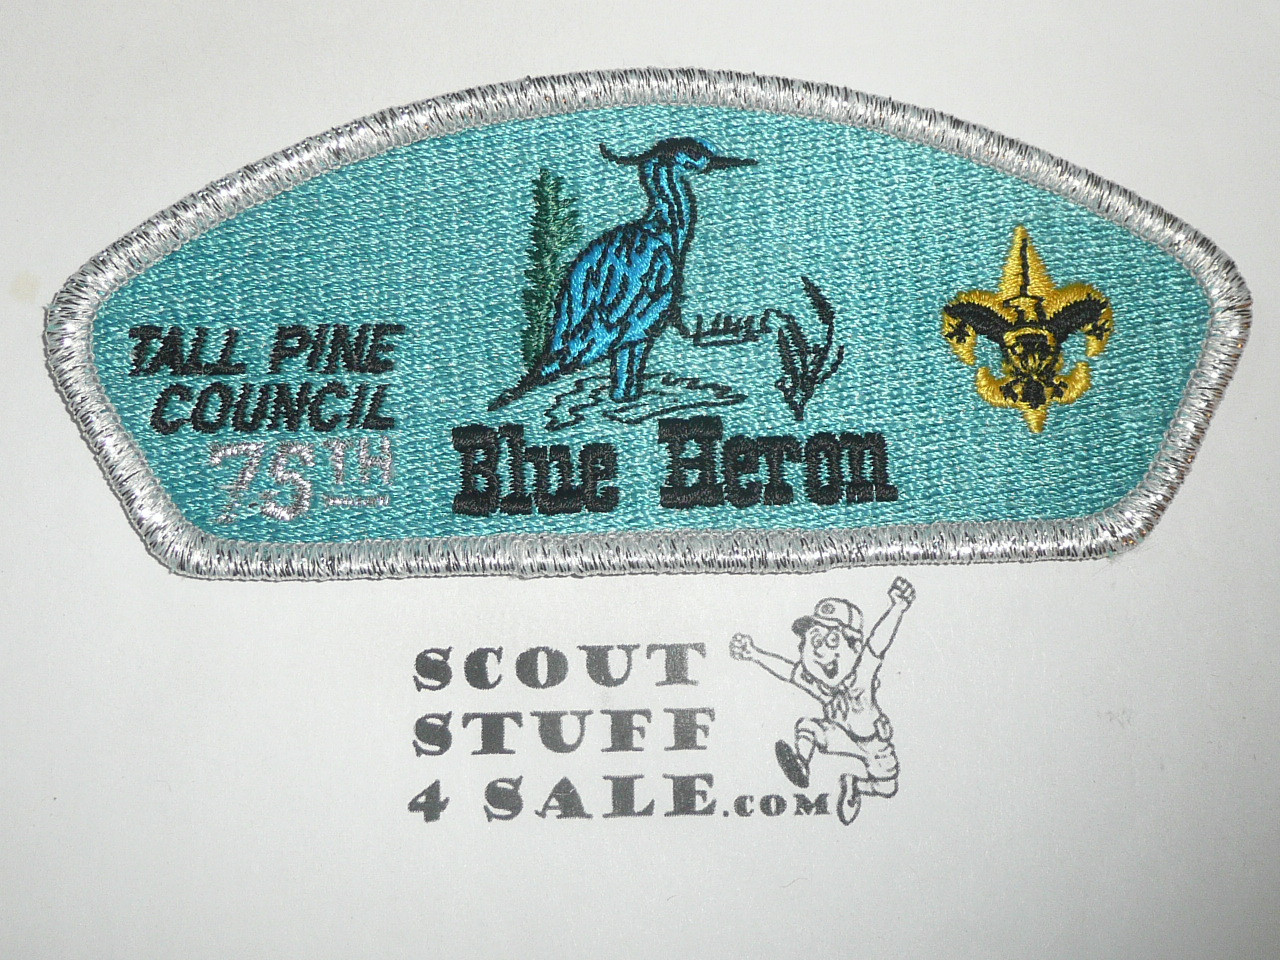 TALL PINE
COUNCIL
75TH
Blue Heron
SCOUT
STUFF
4 SALE.COM